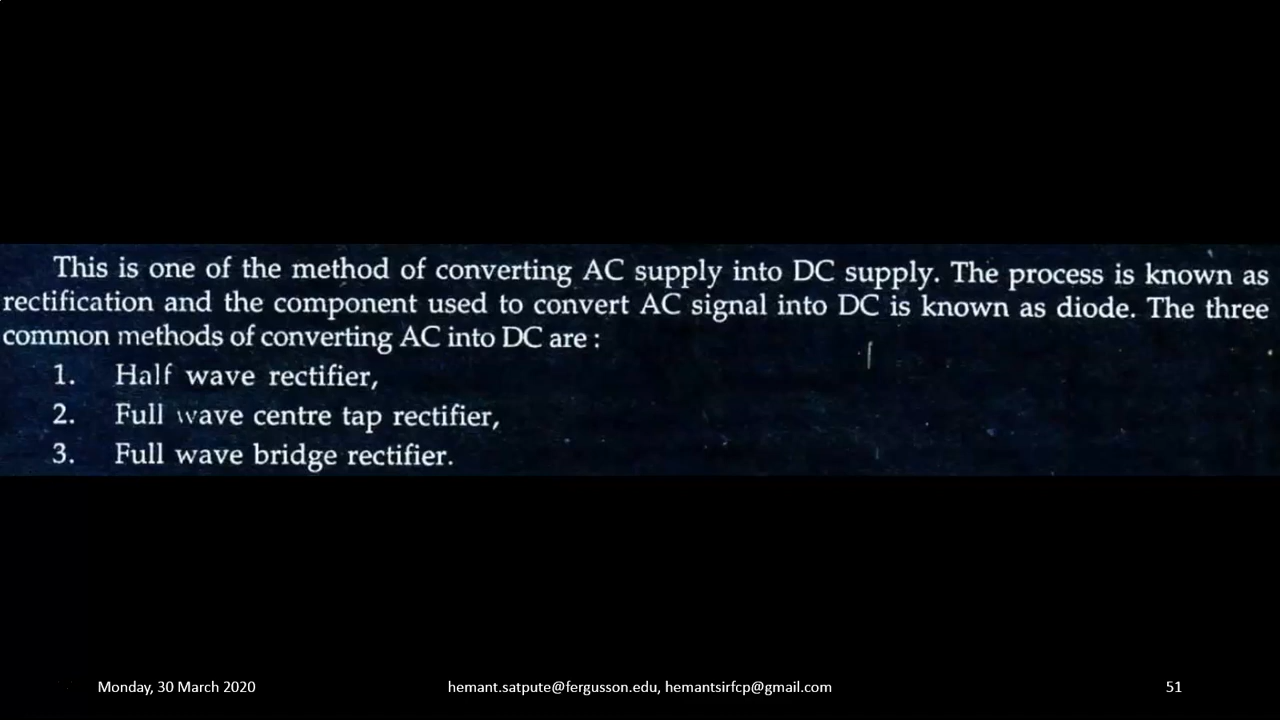 This is one of the method of converting AC supply into DC supply. The process is known as
rectification and the component used to convert AC signal into DC is known as diode. The three
common methods of converting AC into DC are :
1. Half wave rectifier,
2. Full wave centre tap rectifier,
3. Full wave bridge rectifier.
Monday, 30 March 2020 hemant.satpute@fergusson.edu, hemantsirfcp@gmail.com 51